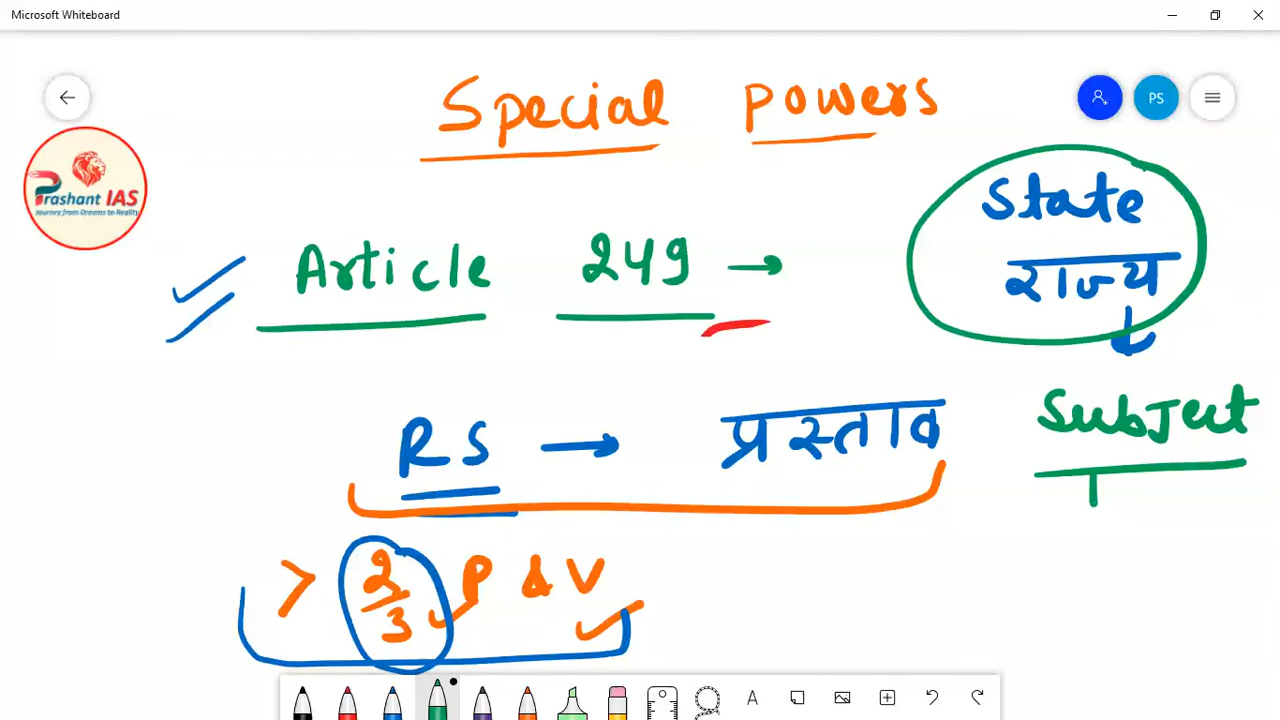 Microsoft Whiteboard
Special Powers
PS
Prashant IAS
Journey from Dreams to Reality
State
राज्य
Article 249 →
Subject
RS → प्रस्ताव
> 2/3 P & V
A